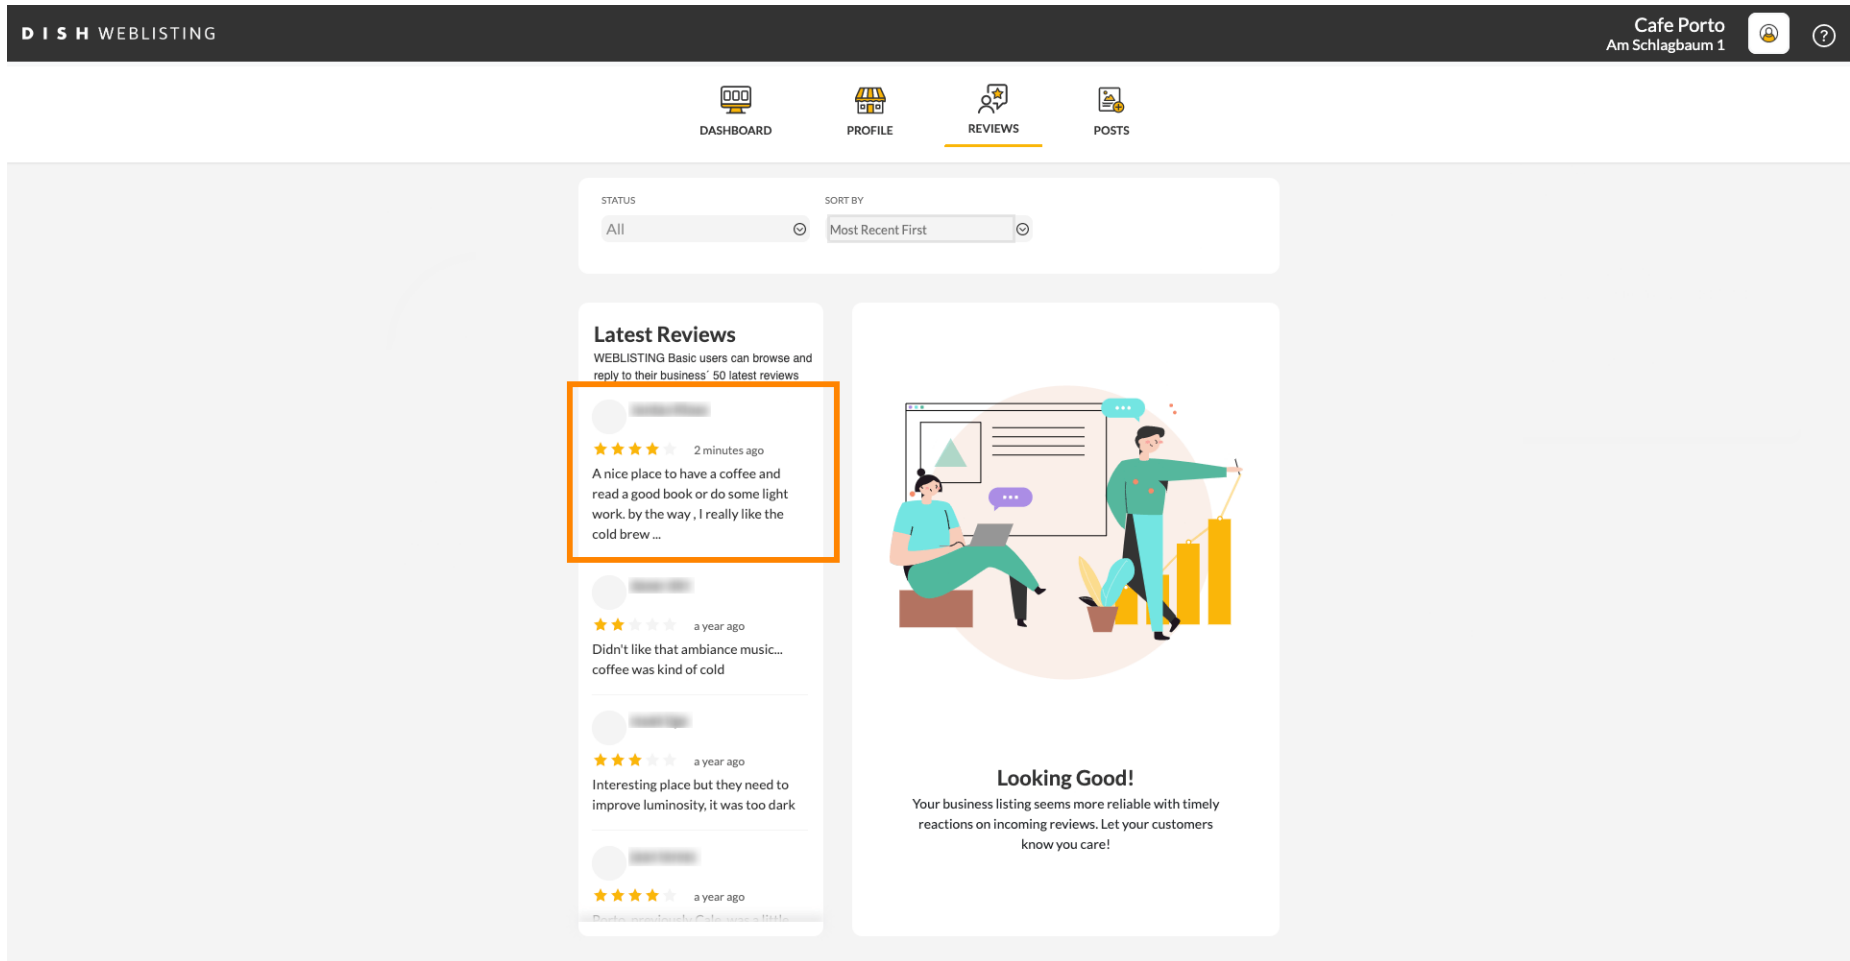 DISH WEBLISTING
Cafe Porto
Am Schlagbaum 1
DASHBOARD
PROFILE
REVIEWS
POSTS
STATUS
SORT BY
All
Most Recent First
Latest Reviews
WEBLISTING Basic users can browse and
reply to their business´ 50 latest reviews
2 minutes ago
A nice place to have a coffee and
read a good book or do some light
work. by the way , I really like the
cold brew ...
a year ago
Didn't like that ambiance music...
coffee was kind of cold
a year ago
Interesting place but they need to
improve luminosity, it was too dark
a year ago
Porto, previously Cale, was a little
Looking Good!
Your business listing seems more reliable with timely
reactions on incoming reviews. Let your customers
know you care!